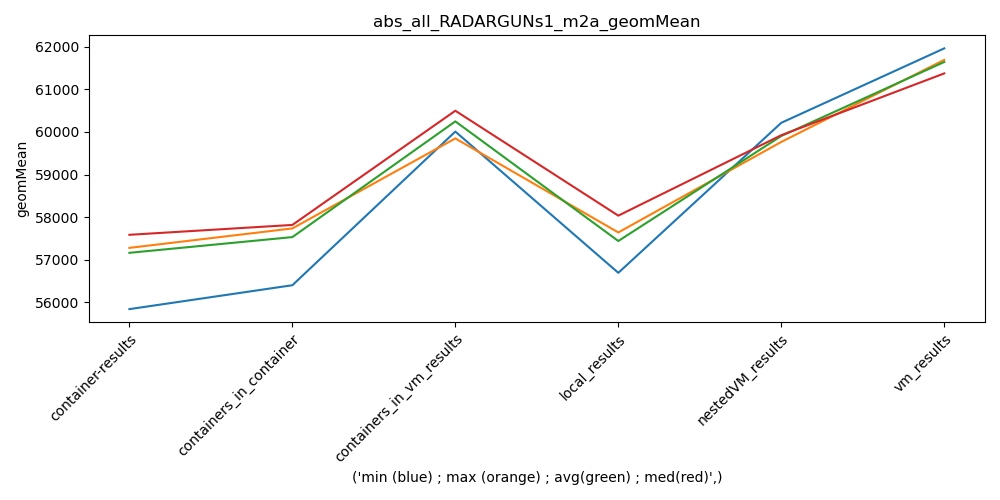 abs_all_RADARGUNs1_m2a_geomMean
62000
61000
60000
59000
58000
57000
56000
geomMean
container-results
containers_in_container
containers_in_vm_results
local_results
nestedVM_results
vm_results
('min (blue) ; max (orange) ; avg(green) ; med(red)',)